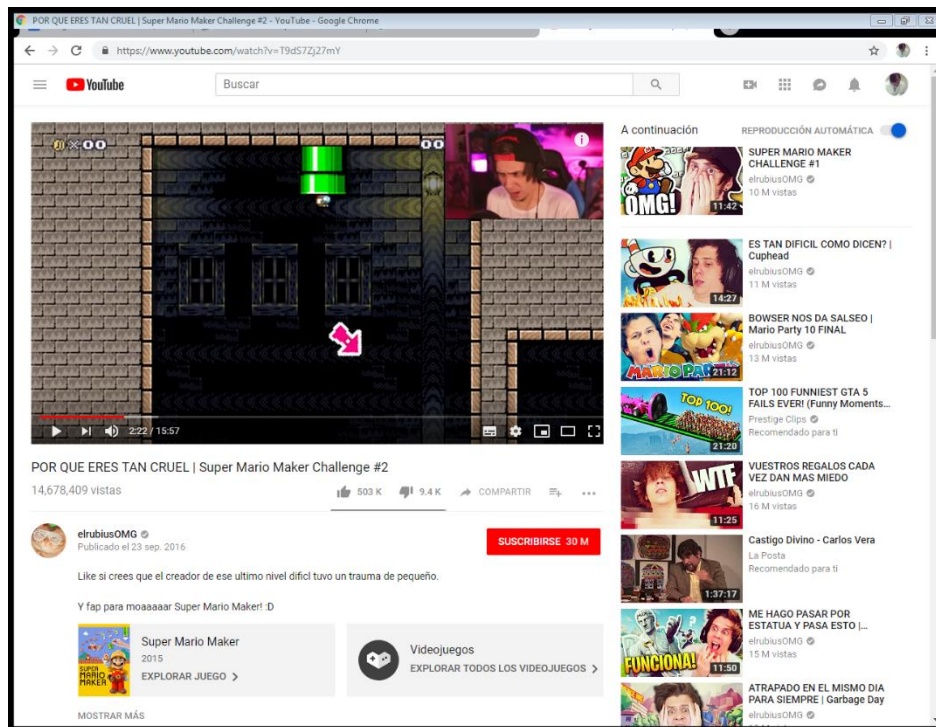 POR QUE ERES TAN CRUEL | Super Mario Maker Challenge #2 - YouTube - Google Chrome
https://www.youtube.com/watch?v=T9dS7Zj27mY
YouTube
Buscar
×00
00
2:22 / 15:57
POR QUE ERES TAN CRUEL | Super Mario Maker Challenge #2
14,678,409 vistas
503 K
9.4 K
COMPARTIR
elrubiusOMG
Publicado el 23 sep. 2016
SUSCRIBIRSE 30 M
Like si crees que el creador de ese ultimo nivel dificl tuvo un trauma de pequeño.
Y fap para moaaaaar Super Mario Maker! :D
SUPER MARIO MAKER
Super Mario Maker
2015
EXPLORAR JUEGO
Videojuegos
EXPLORAR TODOS LOS VIDEOJUEGOS
MOSTRAR MÁS
A continuación
REPRODUCCIÓN AUTOMÁTICA
OMG!
11:42
SUPER MARIO MAKER
CHALLENGE #1
elrubiusOMG
10 M vistas
14:27
ES TAN DIFICIL COMO DICEN? |
Cuphead
elrubiusOMG
11 M vistas
MARIO PARTY
21:12
BOWSER NOS DA SALSEO |
Mario Party 10 FINAL
elrubiusOMG
13 M vistas
TOP 100!
21:20
TOP 100 FUNNIEST GTA 5
FAILS EVER! (Funny Moments...
Prestige Clips
Recomendado para ti
WTF
11:25
VUESTROS REGALOS CADA
VEZ DAN MAS MIEDO
elrubiusOMG
16 M vistas
1:37:17
Castigo Divino - Carlos Vera
La Posta
Recomendado para ti
FUNCIONA!
11:50
ME HAGO PASAR POR
ESTATUA Y PASA ESTO |...
elrubiusOMG
15 M vistas
ATRAPADO EN EL MISMO DIA
PARA SIEMPRE | Garbage Day